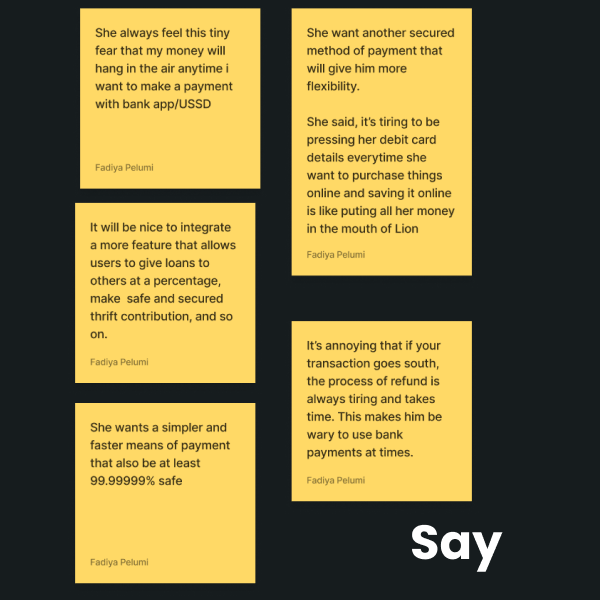 She always feel this tiny
fear that my money will
hang in the air anytime i
want to make a payment
with bank app/USSD
Fadiya Pelumi
She want another secured
method of payment that
will give him more
flexibility.
She said, it's tiring to be
pressing her debit card
details everytime she
want to purchase things
online and saving it online
is like puting all her money
in the mouth of Lion
Fadiya Pelumi
It will be nice to integrate
a more feature that allows
users to give loans to
others at a percentage,
make safe and secured
thrift contribution, and so
on.
Fadiya Pelumi
It's annoying that if your
transaction goes south,
the process of refund is
always tiring and takes
time. This makes him be
wary to use bank
payments at times.
Fadiya Pelumi
She wants a simpler and
faster means of payment
that also be at least
99.99999% safe
Fadiya Pelumi
Say